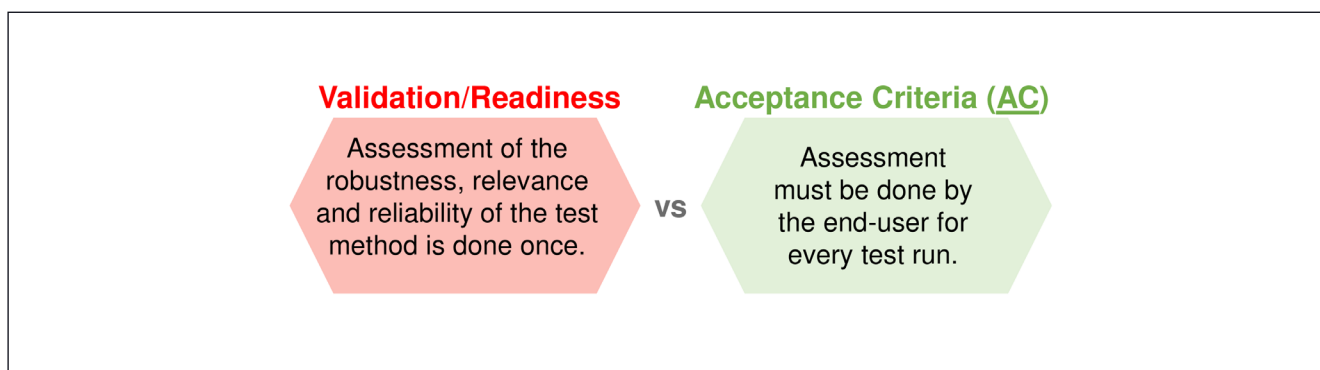 Validation/Readiness
Assessment of the
robustness, relevance
and reliability of the test
method is done once.
vs
Acceptance Criteria (AC)
Assessment
must be done by
the end-user for
every test run.